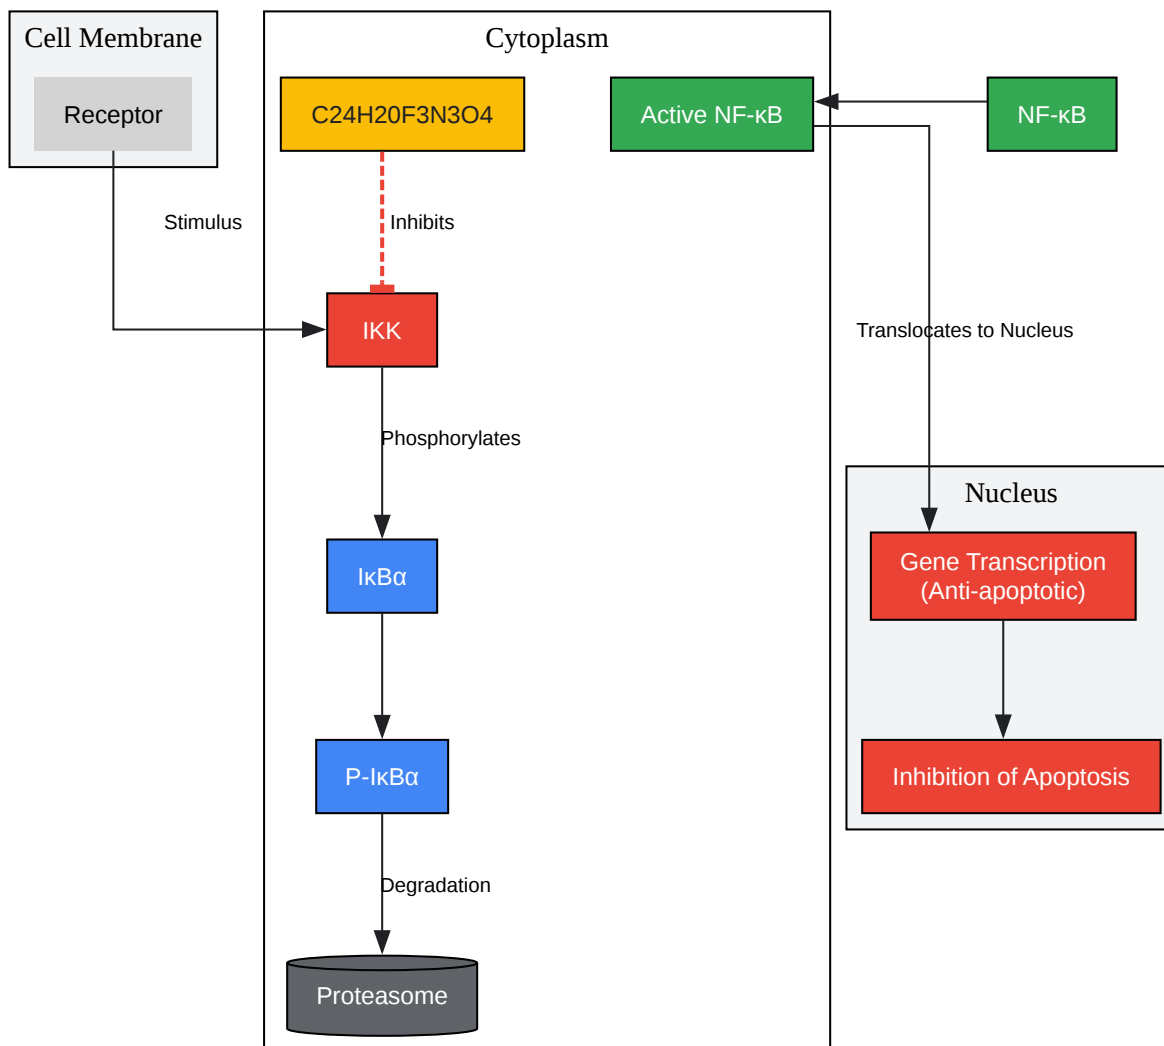 Cell Membrane
Cytoplasm
Receptor
C24H20F3N3O4
Active NF-κB
NF-κB
Stimulus
Inhibits
IKK
Translocates to Nucleus
Phosphorylates
Nucleus
IκBα
Gene Transcription
(Anti-apoptotic)
P-IκBα
Inhibition of Apoptosis
Degradation
Proteasome